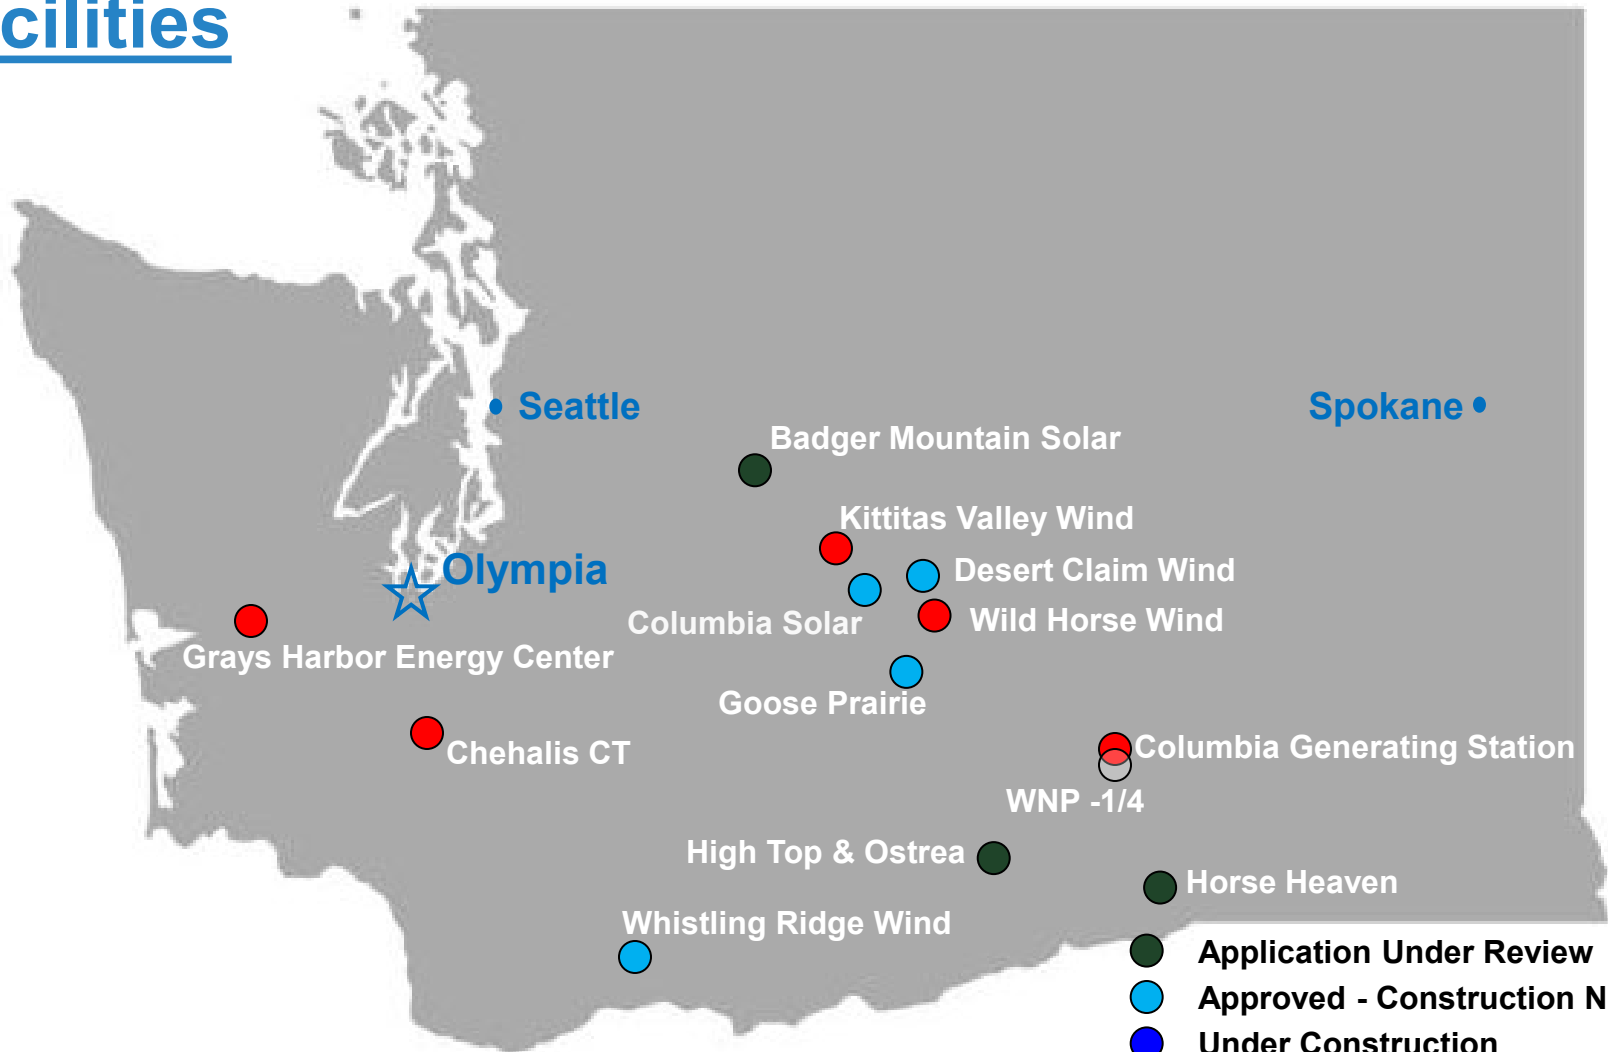 cilities
Seattle
Spokane
Badger Mountain Solar
Kittitas Valley Wind
Desert Claim Wind
Olympia
Columbia Solar
Wild Horse Wind
Grays Harbor Energy Center
Goose Prairie
Chehalis CT
Columbia Generating Station
WNP -1/4
High Top & Ostrea
Horse Heaven
Whistling Ridge Wind
Application Under Review
Approved - Construction N
Under Construction